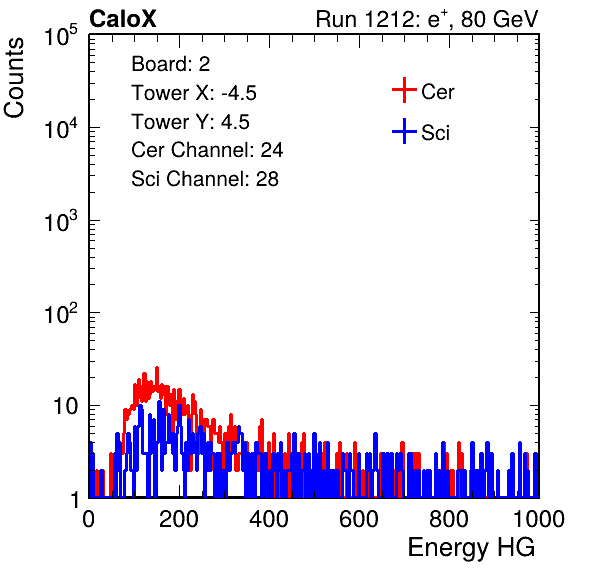 CaloX Run 1212: e⁺, 80 GeV
Counts
10⁵
10⁴
10³
10²
10
1
Board: 2
Tower X: -4.5
Tower Y: 4.5
Cer Channel: 24
Sci Channel: 28
Cer
Sci
0 200 400 600 800 1000
Energy HG